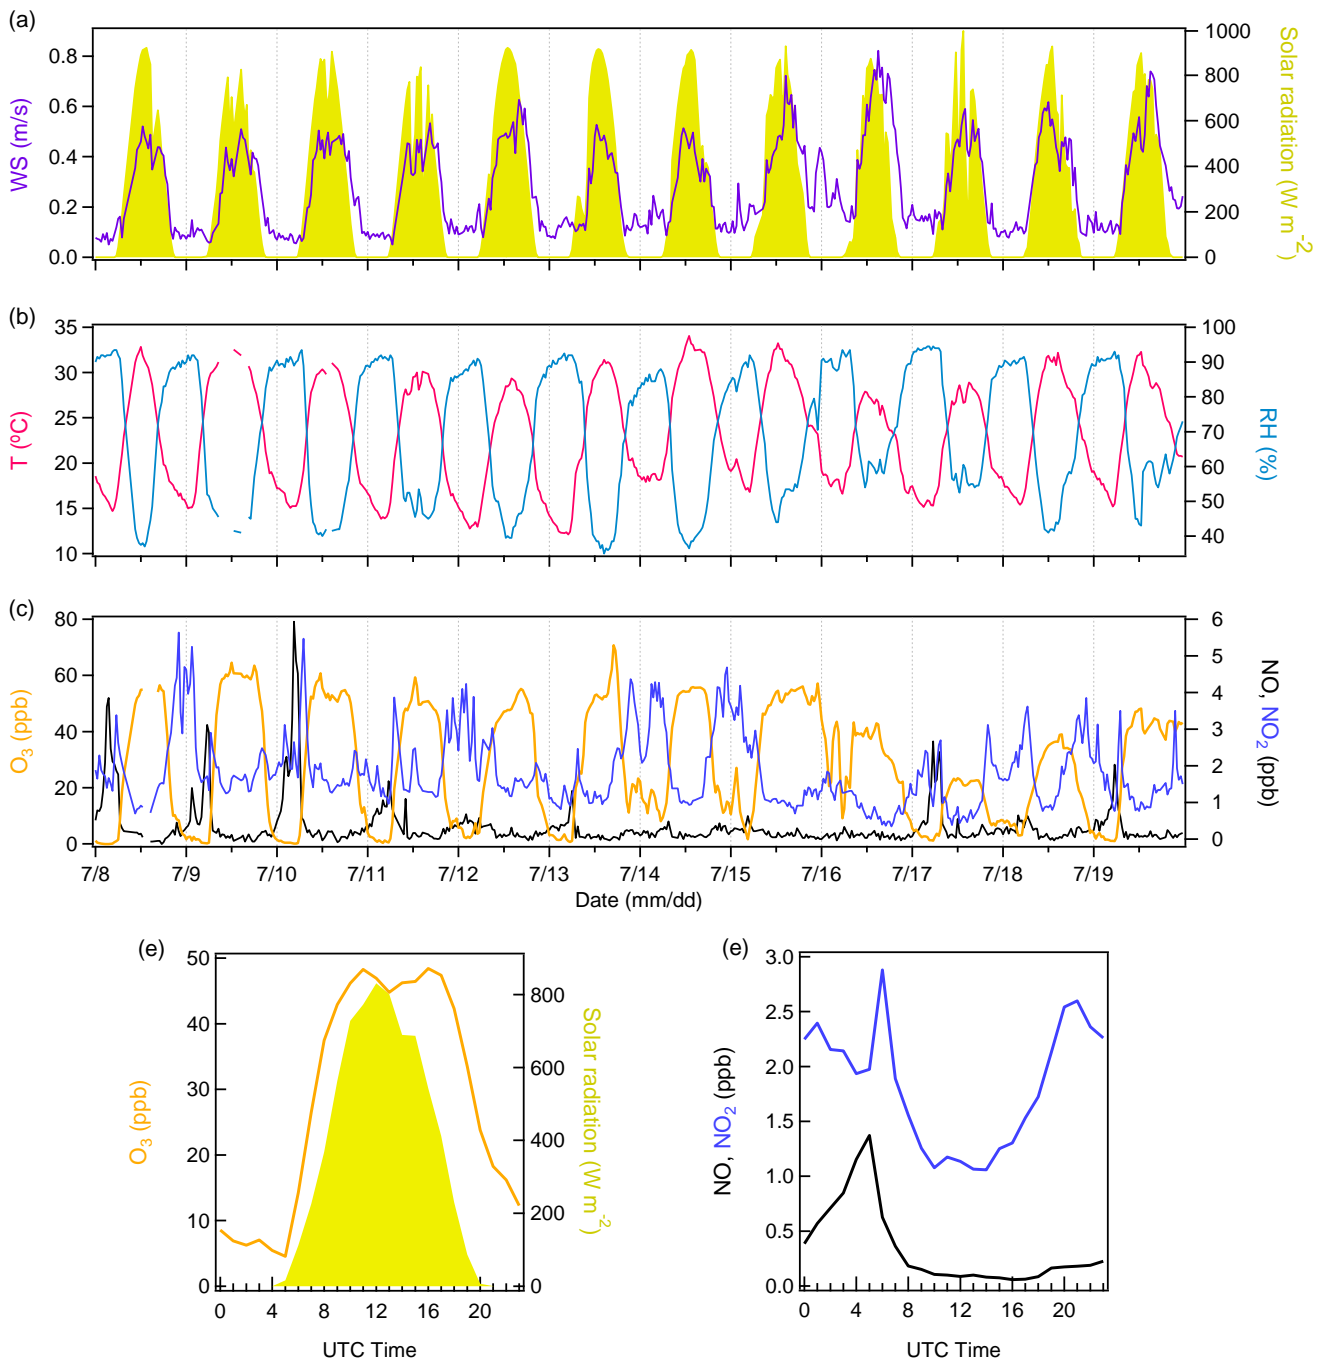 (a)
WS (m/s)
0.8
0.6
0.4
0.2
0.0
1000
800
600
400
200
0
Solar radiation (W m⁻²)
(b)
T (ºC)
35
30
25
20
15
10
100
90
80
70
60
50
40
RH (%)
(c)
O₃ (ppb)
80
60
40
20
0
6
5
4
3
2
1
0
NO, NO₂ (ppb)
7/8 7/9 7/10 7/11 7/12 7/13 7/14 7/15 7/16 7/17 7/18 7/19
Date (mm/dd)
(e)
O₃ (ppb)
50
40
30
20
10
0
800
600
400
200
0
Solar radiation (W m⁻²)
0 4 8 12 16 20
UTC Time
(e)
NO, NO₂ (ppb)
3.0
2.5
2.0
1.5
1.0
0.5
0.0
0 4 8 12 16 20
UTC Time